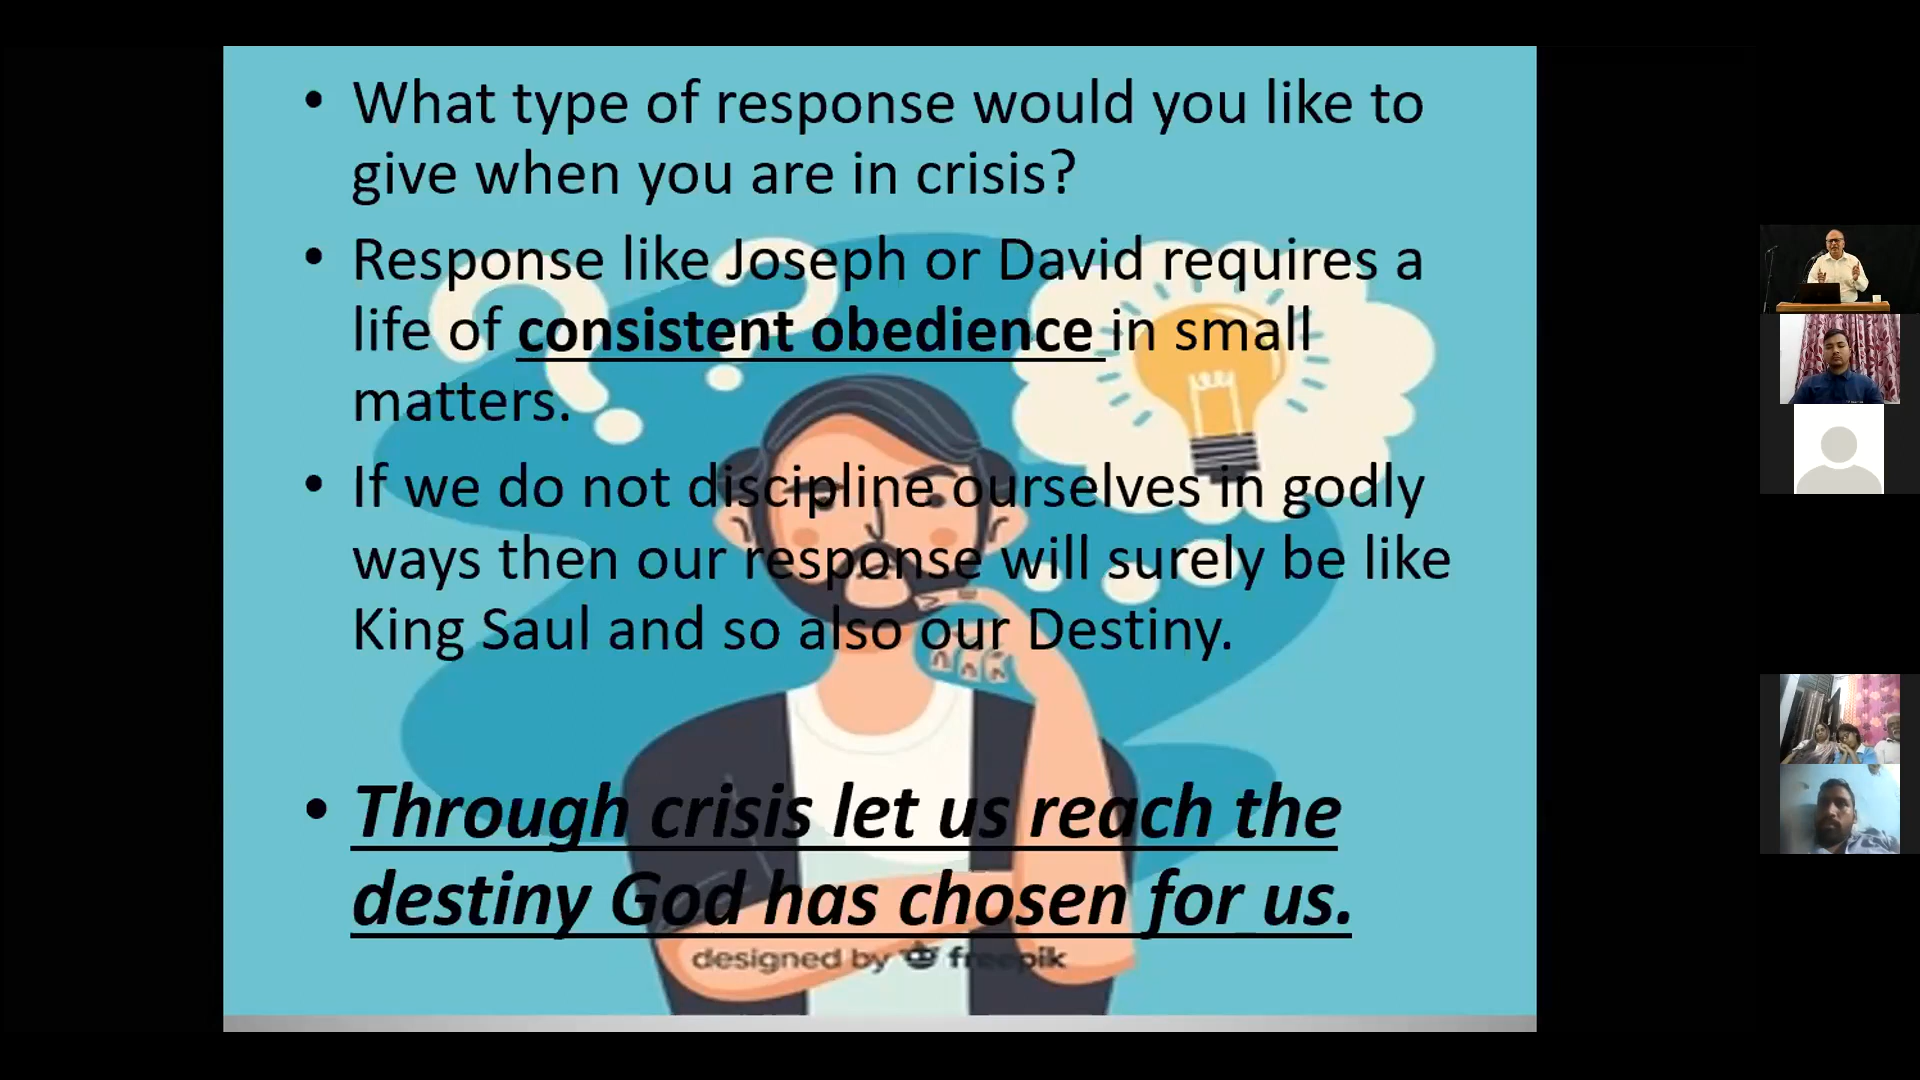 • What type of response would you like to
give when you are in crisis?
• Response like Joseph or David requires a
life of consistent obedience in small
matters.
• If we do not discipline ourselves in godly
ways then our response will surely be like
King Saul and so also our Destiny.
• Through crisis let us reach the
destiny God has chosen for us.
designed by freepik